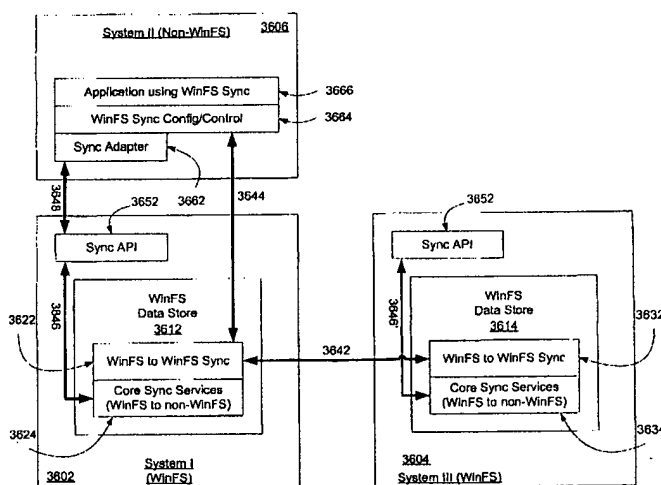 System II (Non-WinFS) 3606
Application using WinFS Sync
3666
WinFS Sync Config/Control
3664
Sync Adapter
3648
3652
3662
3644
3652
Sync API
Sync API
3646
3646'
WinFS
Data Store
3612
WinFS
Data Store
3614
3622
3632
WinFS to WinFS Sync
3642
WinFS to WinFS Sync
Core Sync Services
(WinFS to non-WinFS)
Core Sync Services
(WinFS to non-WinFS)
3624
3634
System I
(WinFS)
3602
3604
System III (WinFS)